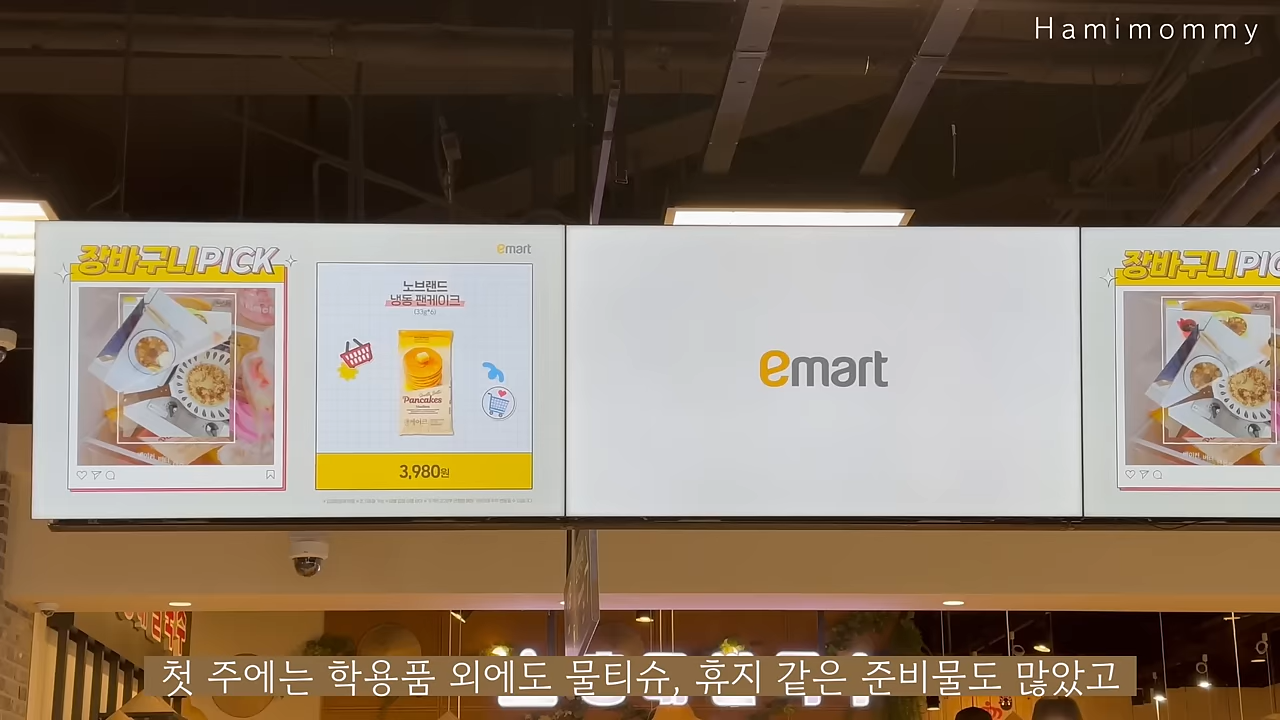 Hamimommy
장바구니PICK
emart
노브랜드
냉동 팬케이크
(33g*6)
Pancakes
3,980원
emart
장바구니PIC
첫 주에는 학용품 외에도 물티슈, 휴지 같은 준비물도 많았고